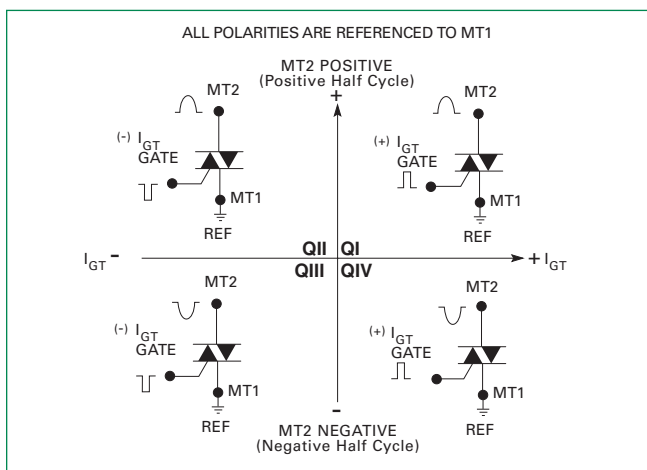 ALL POLARITIES ARE REFERENCED TO MT1
MT2 POSITIVE
(Positive Half Cycle)
+
MT2
(-) IGT
GATE
MT1
REF
MT2
(+) IGT
GATE
MT1
REF
IGT -
QII QI
QIII QIV
+ IGT
MT2
(-) IGT
GATE
MT1
REF
MT2
(+) IGT
GATE
MT1
REF
-
MT2 NEGATIVE
(Negative Half Cycle)